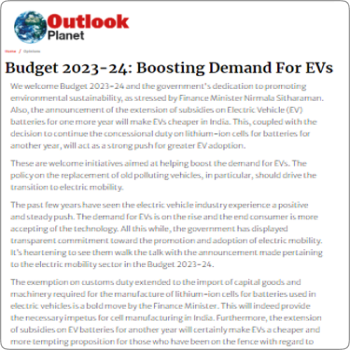 Outlook
Planet
Home / Opinions
Budget 2023-24: Boosting Demand For EVs
We welcome Budget 2023-24 and the government's dedication to promoting
environmental sustainability, as stressed by Finance Minister Nirmala Sitharaman.
Also, the announcement of the extension of subsidies on Electric Vehicle (EV)
batteries for one more year will make EVs cheaper in India. This, coupled with the
decision to continue the concessional duty on lithium-ion cells for batteries for
another year, will act as a strong push for greater EV adoption.
These are welcome initiatives aimed at helping boost the demand for EVs. The
policy on the replacement of old polluting vehicles, in particular, should drive the
transition to electric mobility.
The past few years have seen the electric vehicle industry experience a positive
and steady push. The demand for EVs is on the rise and the end consumer is more
accepting of the technology. All this while, the government has displayed
transparent commitment toward the promotion and adoption of electric mobility.
It's heartening to see them walk the talk with the announcement made pertaining
to the electric mobility sector in the Budget 2023-24.
The exemption on customs duty extended to the import of capital goods and
machinery required for the manufacture of lithium-ion cells for batteries used in
electric vehicles is a bold move by the Finance Minister. This will indeed provide
the necessary impetus for cell manufacturing in India. Furthermore, the extension
of subsidies on EV batteries for another year will certainly make EVs a cheaper and
more tempting proposition for those who have been on the fence with regard to